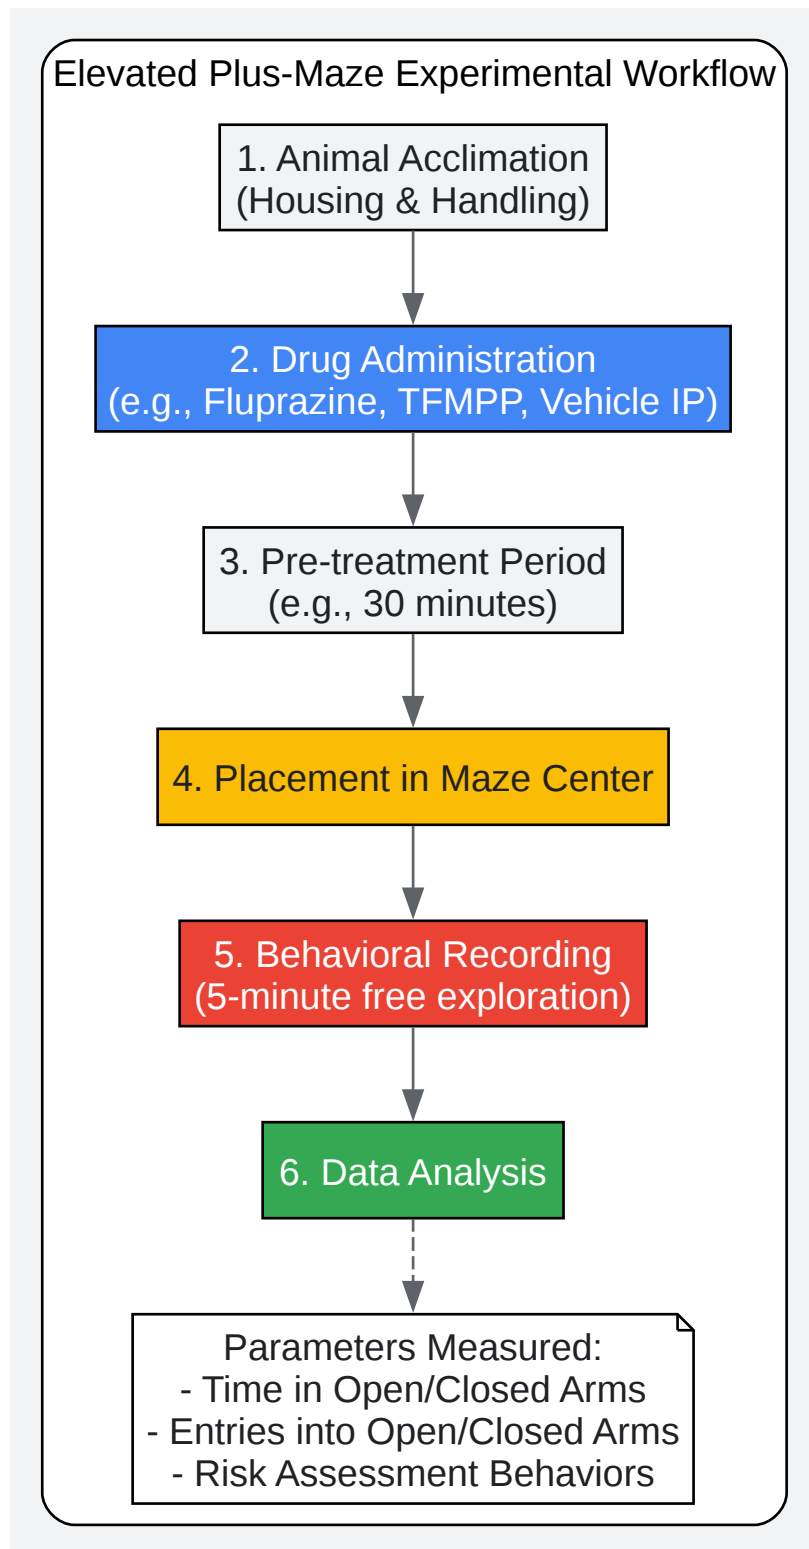 Elevated Plus-Maze Experimental Workflow
1. Animal Acclimation
(Housing & Handling)
2. Drug Administration
(e.g., Fluprazine, TFMPP, Vehicle IP)
3. Pre-treatment Period
(e.g., 30 minutes)
4. Placement in Maze Center
5. Behavioral Recording
(5-minute free exploration)
6. Data Analysis
Parameters Measured:
- Time in Open/Closed Arms
- Entries into Open/Closed Arms
- Risk Assessment Behaviors